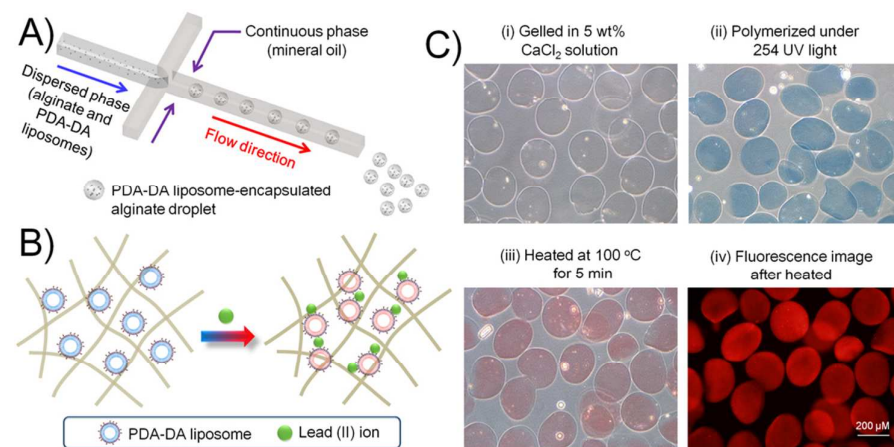 A)
Continuous phase
(mineral oil)
Dispersed phase
(alginate and
PDA-DA
liposomes)
Flow direction
PDA-DA liposome-encapsulated
alginate droplet
B)
PDA-DA liposome
Lead (II) ion
C)
(i) Gelled in 5 wt%
CaCl₂ solution
(ii) Polymerized under
254 UV light
(iii) Heated at 100 ºC
for 5 min
(iv) Fluorescence image
after heated
200 µM